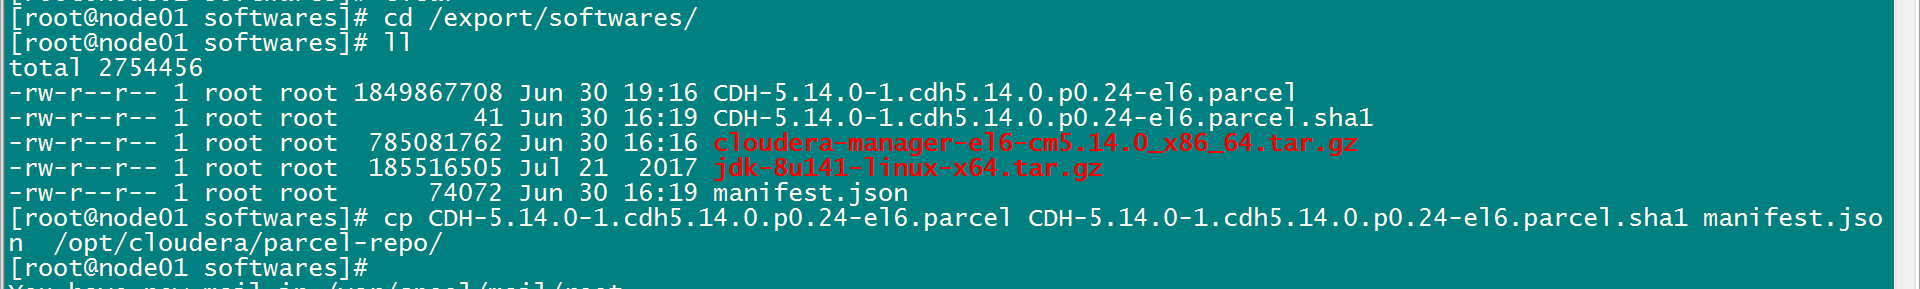 [root@node01 softwares]# cd /export/softwares/
[root@node01 softwares]# ll
total 2754456
-rw-r--r-- 1 root root 1849867708 Jun 30 19:16 CDH-5.14.0-1.cdh5.14.0.p0.24-el6.parcel
-rw-r--r-- 1 root root         41 Jun 30 16:19 CDH-5.14.0-1.cdh5.14.0.p0.24-el6.parcel.sha1
-rw-r--r-- 1 root root  785081762 Jun 30 16:16 cloudera-manager-el6-cm5.14.0_x86_64.tar.gz
-rw-r--r-- 1 root root  185516505 Jul 21  2017 jdk-8u141-linux-x64.tar.gz
-rw-r--r-- 1 root root      74072 Jun 30 16:19 manifest.json
[root@node01 softwares]# cp CDH-5.14.0-1.cdh5.14.0.p0.24-el6.parcel CDH-5.14.0-1.cdh5.14.0.p0.24-el6.parcel.sha1 manifest.jso
n  /opt/cloudera/parcel-repo/
[root@node01 softwares]#